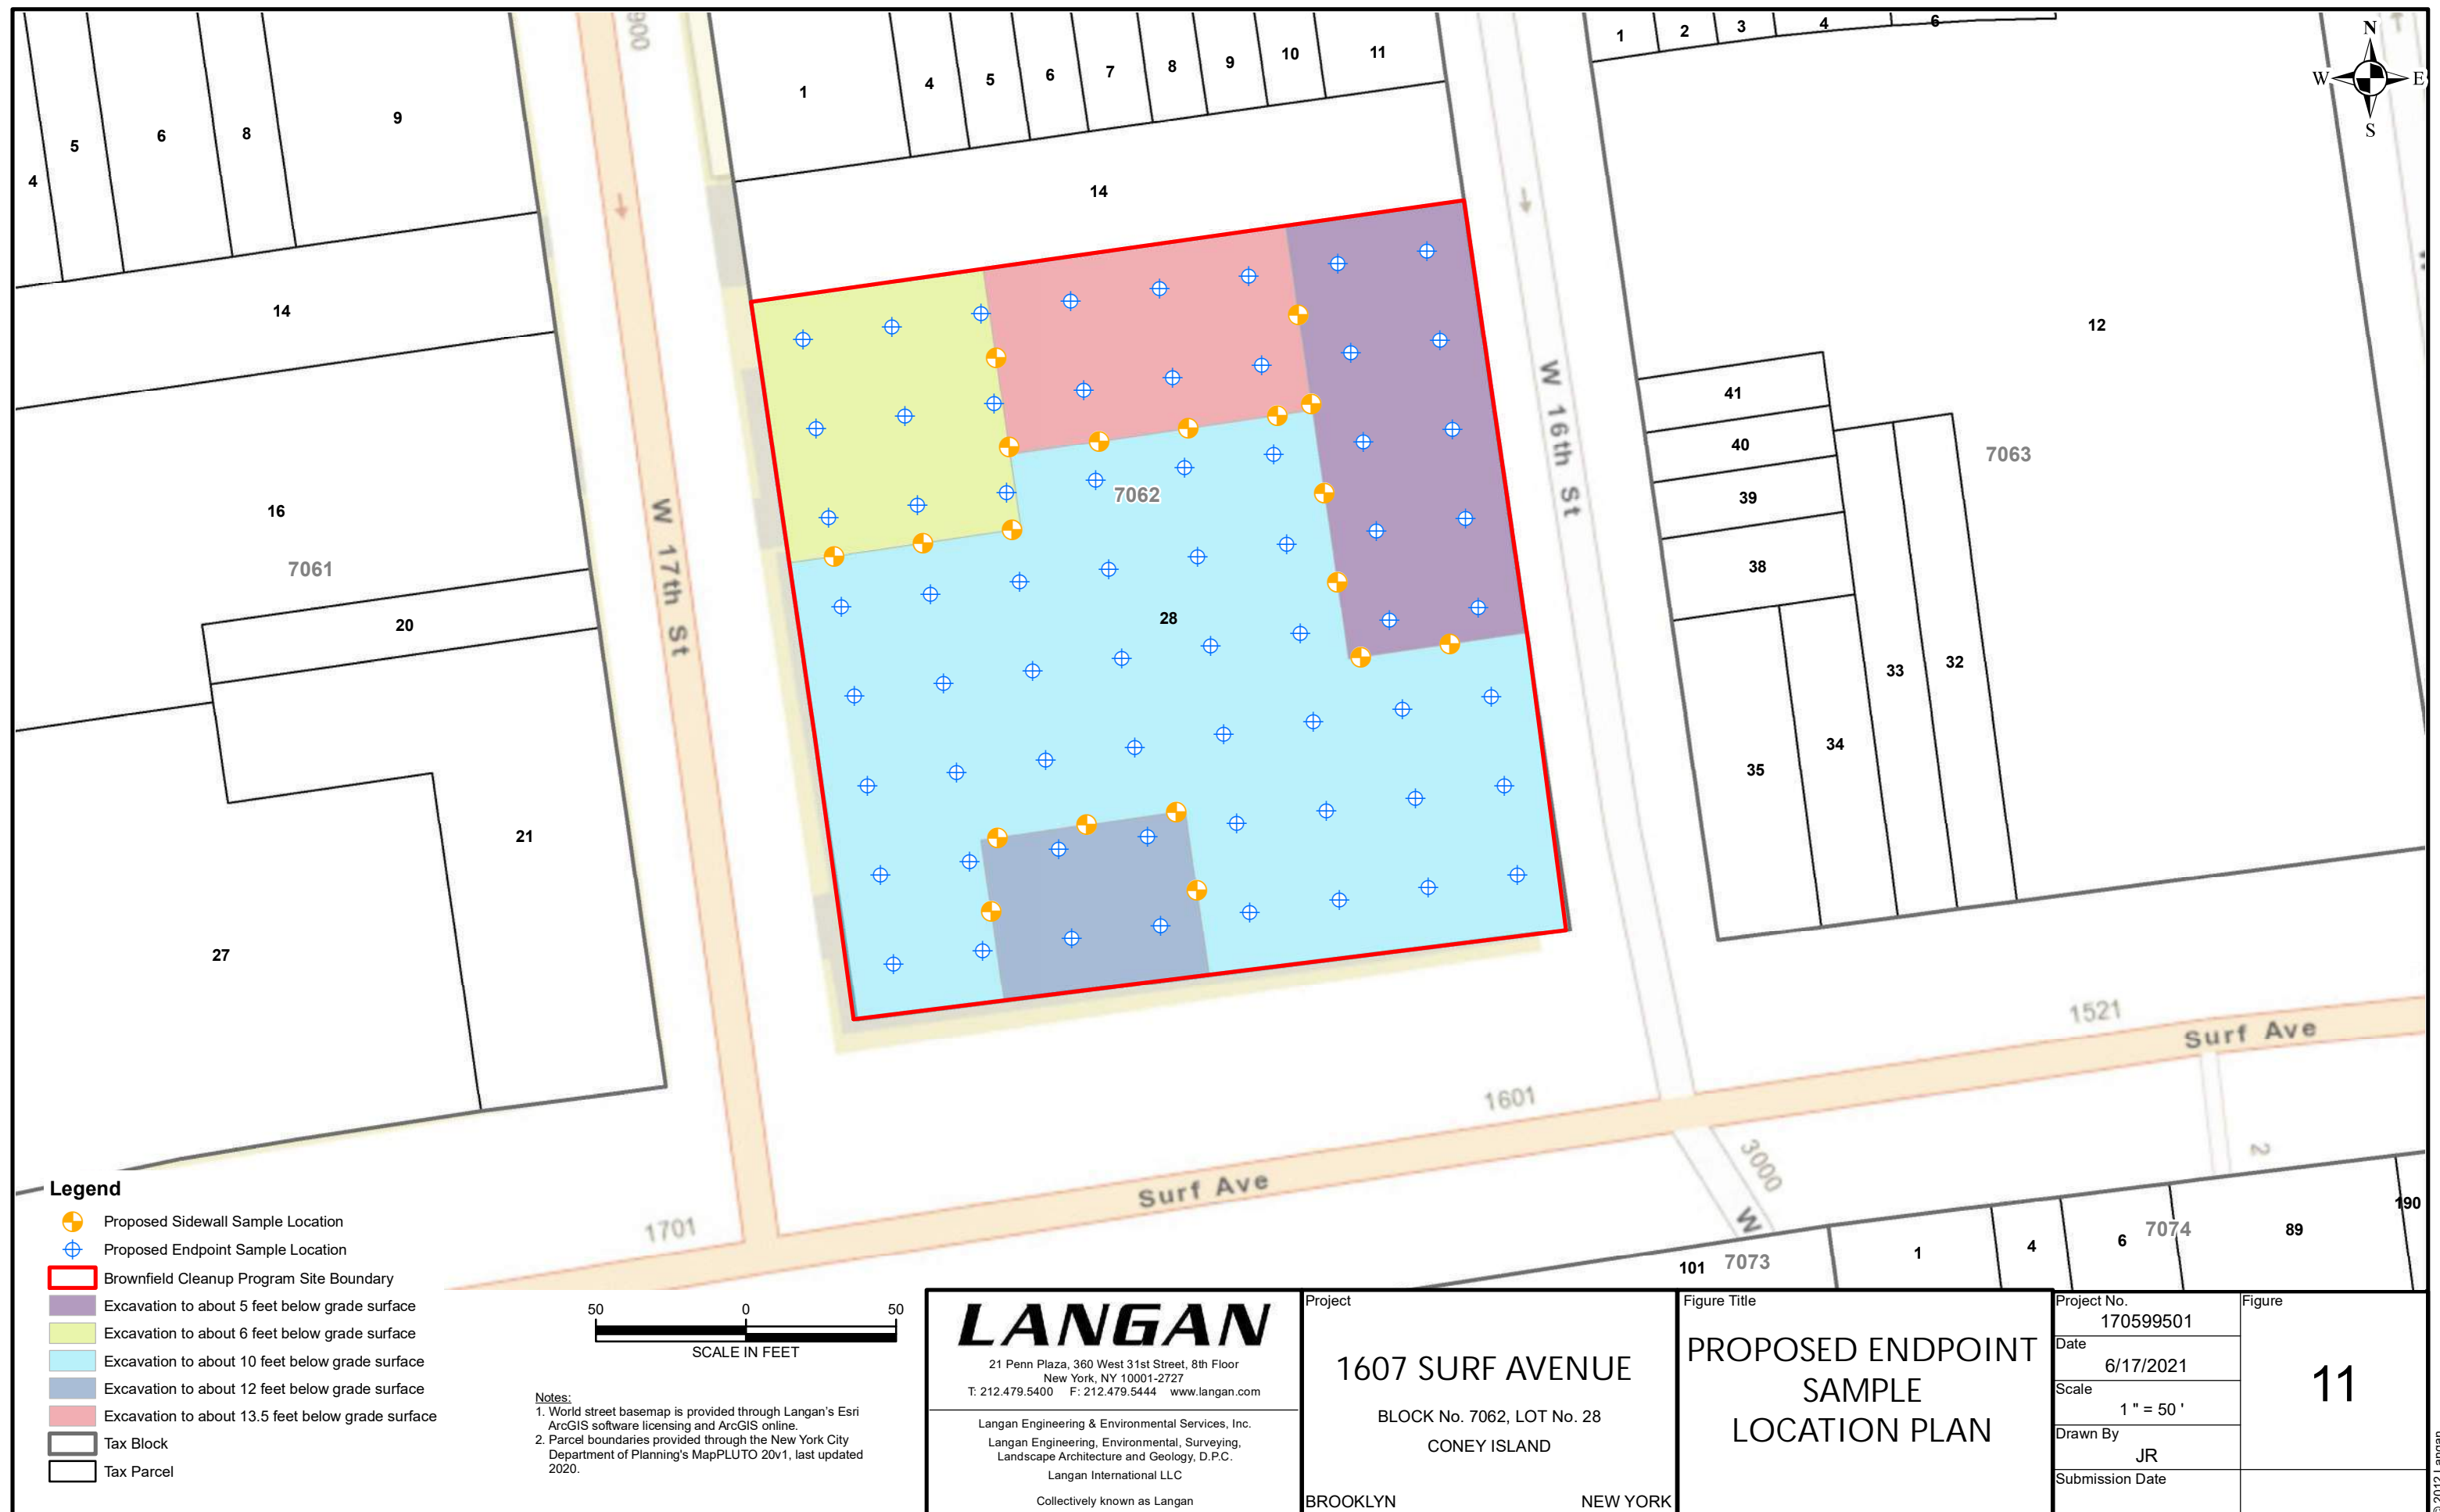 900
1
2
3
4
6
N
W
E
S
4
5
6
8
9
1
4
5
6
7
8
9
10
11
14
14
12
41
40
39
38
7063
16
7061
20
W 17th St
W 16th St
7062
28
33
32
34
35
21
27
1521
Surf Ave
1601
3000
2
Surf Ave
1701
W
101
7073
1
4
6
7074
89
190
Legend
Proposed Sidewall Sample Location
Proposed Endpoint Sample Location
Brownfield Cleanup Program Site Boundary
Excavation to about 5 feet below grade surface
Excavation to about 6 feet below grade surface
Excavation to about 10 feet below grade surface
Excavation to about 12 feet below grade surface
Excavation to about 13.5 feet below grade surface
Tax Block
Tax Parcel
50 0 50
SCALE IN FEET
Notes:
1. World street basemap is provided through Langan's Esri
ArcGIS software licensing and ArcGIS online.
2. Parcel boundaries provided through the New York City
Department of Planning's MapPLUTO 20v1, last updated
2020.
LANGAN
21 Penn Plaza, 360 West 31st Street, 8th Floor
New York, NY 10001-2727
T: 212.479.5400 F: 212.479.5444 www.langan.com
Langan Engineering & Environmental Services, Inc.
Langan Engineering, Environmental, Surveying,
Landscape Architecture and Geology, D.P.C.
Langan International LLC
Collectively known as Langan
Project
1607 SURF AVENUE
BLOCK No. 7062, LOT No. 28
CONEY ISLAND
BROOKLYN NEW YORK
Figure Title
PROPOSED ENDPOINT
SAMPLE
LOCATION PLAN
Project No.
170599501
Date
6/17/2021
Scale
1 " = 50 '
Drawn By
JR
Submission Date
Figure
11
© 2012 Langan